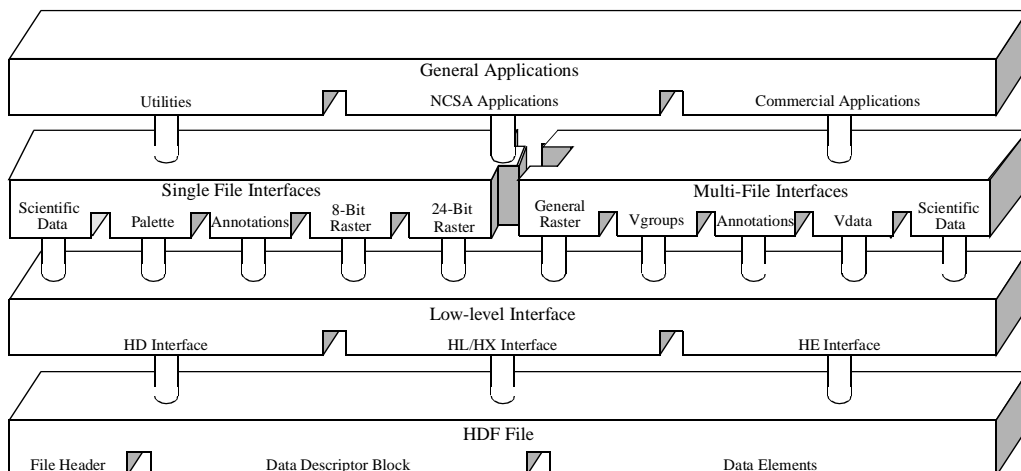 General Applications
Utilities
NCSA Applications
Commercial Applications
Single File Interfaces
Multi-File Interfaces
Scientific
Data
Palette
Annotations
8-Bit
Raster
24-Bit
Raster
General
Raster
Vgroups
Annotations
Vdata
Scientific
Data
Low-level Interface
HD Interface
HL/HX Interface
HE Interface
HDF File
File Header
Data Descriptor Block
Data Elements